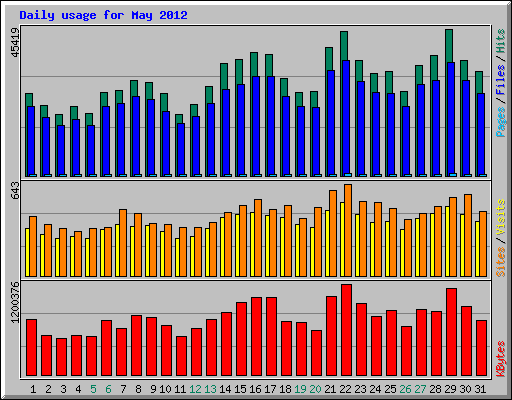 Daily usage for May 2012
45419
Pages / Files / Hits
643
Sites / Visits
1200376
KBytes
1 2 3 4 5 6 7 8 9 10 11 12 13 14 15 16 17 18 19 20 21 22 23 24 25 26 27 28 29 30 31